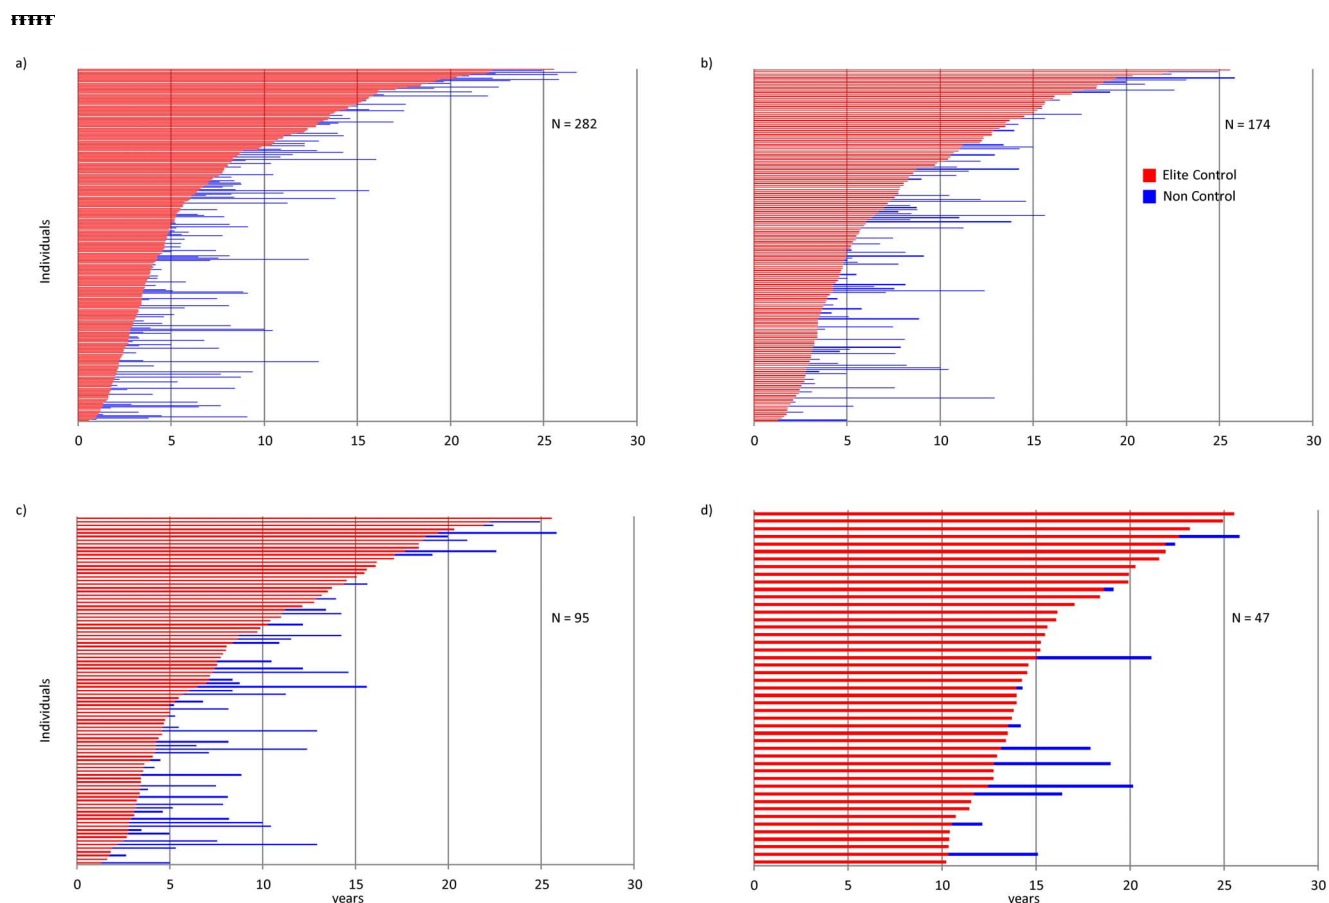 a)
N = 282
Individuals
0 5 10 15 20 25 30
b)
N = 174
Elite Control
Non Control
0 5 10 15 20 25 30
c)
N = 95
Individuals
0 5 10 15 20 25 30
years
d)
N = 47
0 5 10 15 20 25 30
years